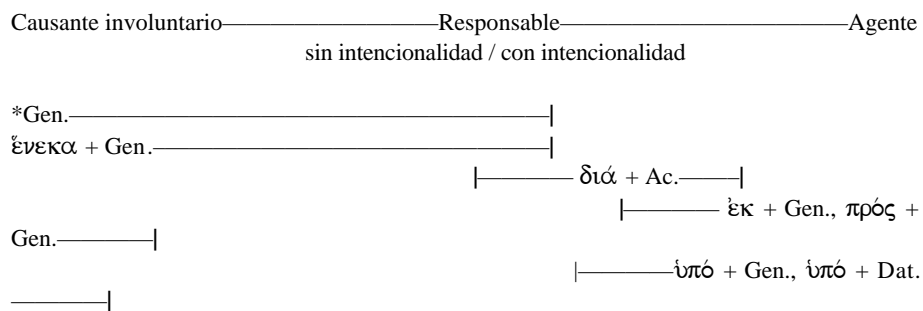 Causante involuntario————————Responsable———————————Agente
sin intencionalidad / con intencionalidad
*Gen.——————————————————|
ἕνεκα + Gen.———————————————|
|———— διά + Ac.———|
|———— ἐκ + Gen., πρός +
Gen.————|
|————ὑπό + Gen., ὑπό + Dat.
————|